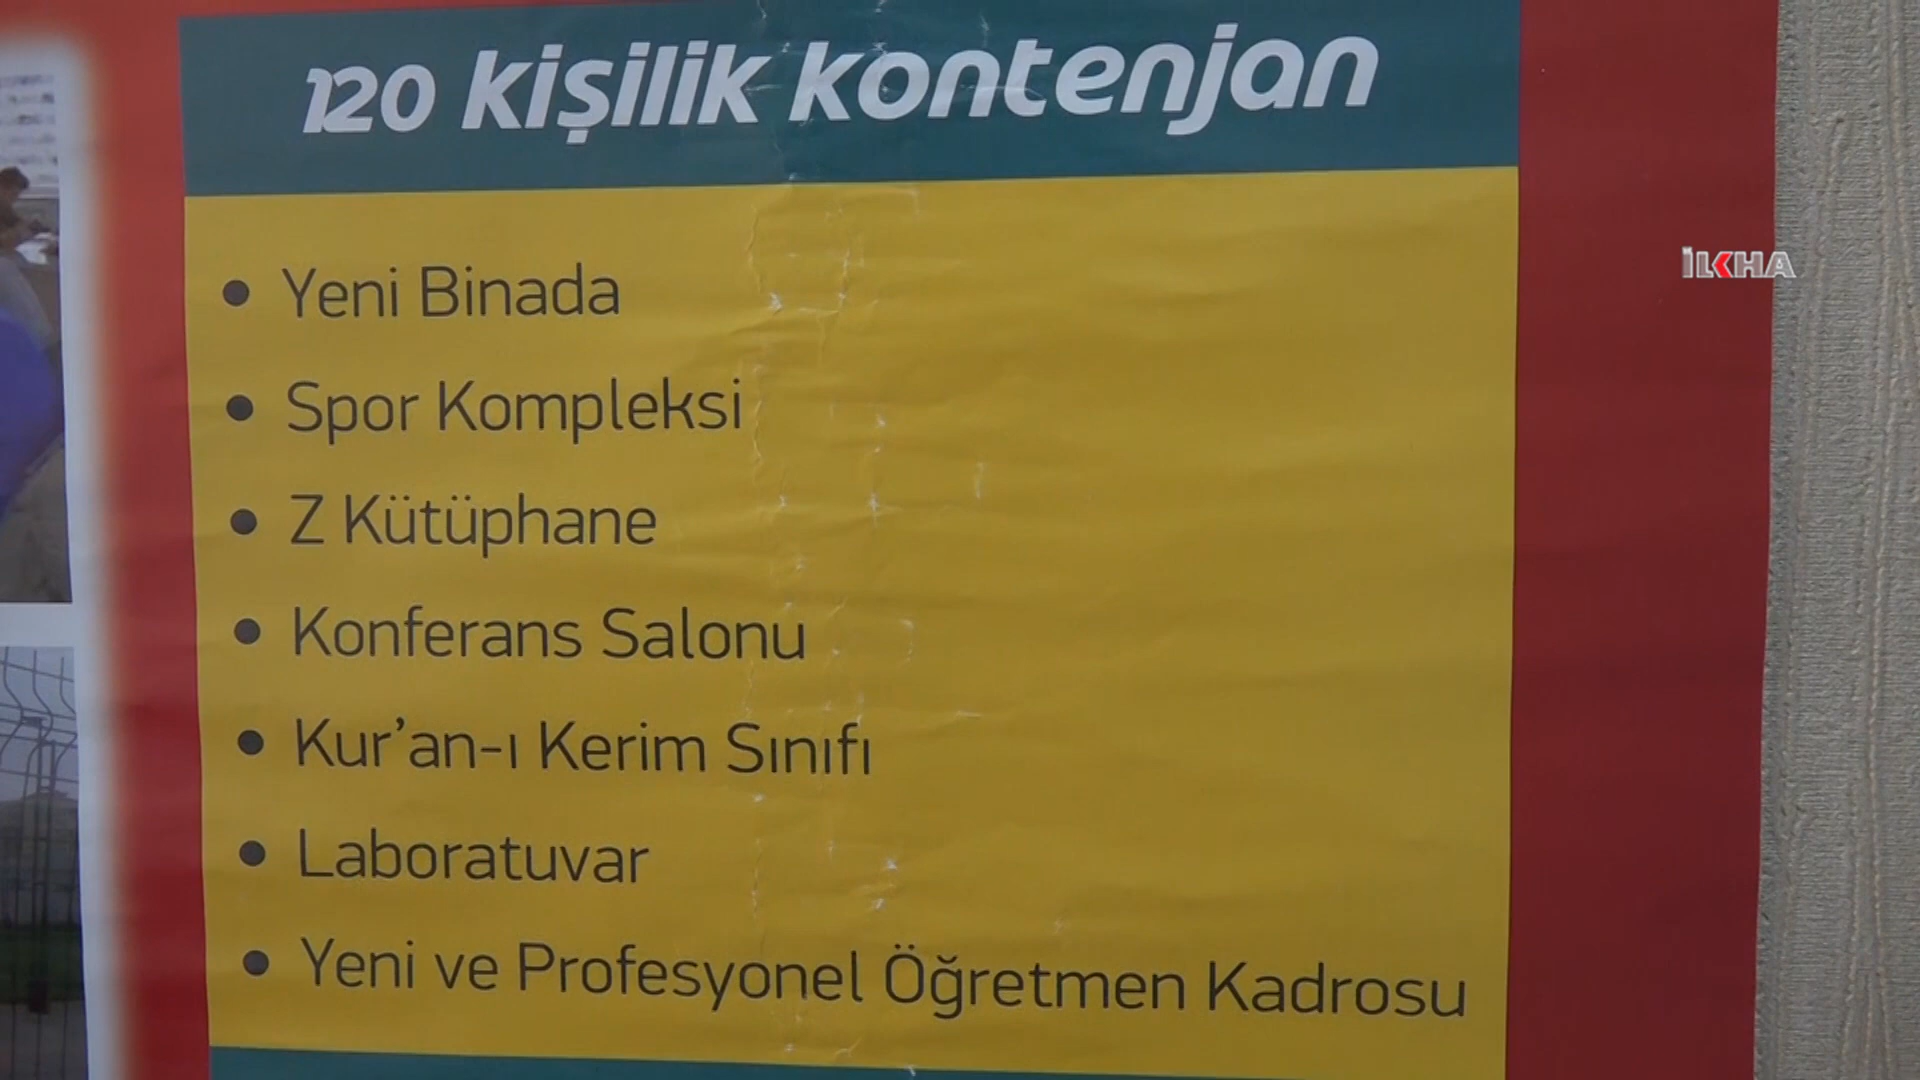 120 kişilik kontenjan
İLKHA
• Yeni Binada
• Spor Kompleksi
• Z Kütüphane
• Konferans Salonu
• Kur’an-ı Kerim Sınıfı
• Laboratuvar
• Yeni ve Profesyonel Öğretmen Kadrosu